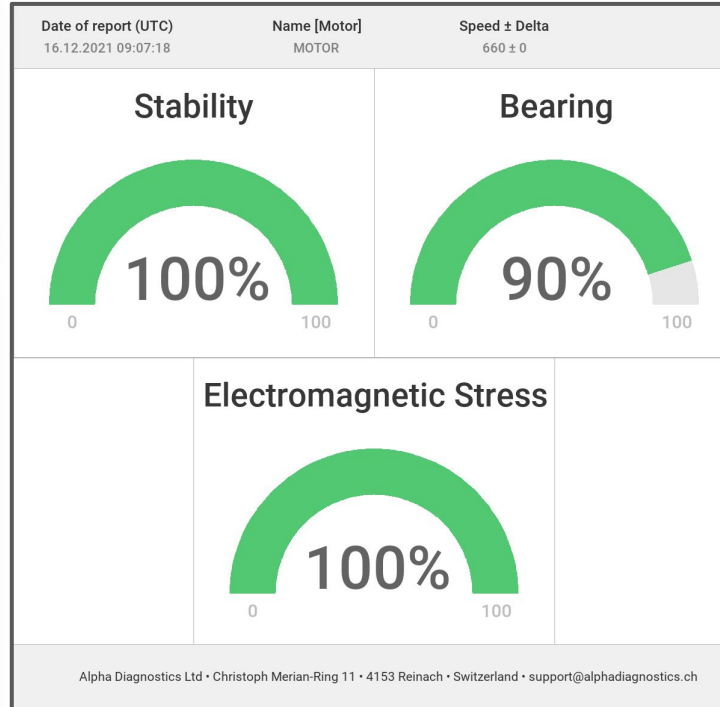 Date of report (UTC) Name [Motor] Speed ± Delta
16.12.2021 09:07:18 MOTOR 660 ± 0
Stability Bearing
100% 90%
0 100 0 100
Electromagnetic Stress
100%
0 100
Alpha Diagnostics Ltd • Christoph Merian-Ring 11 • 4153 Reinach • Switzerland • support@alphadiagnostics.ch